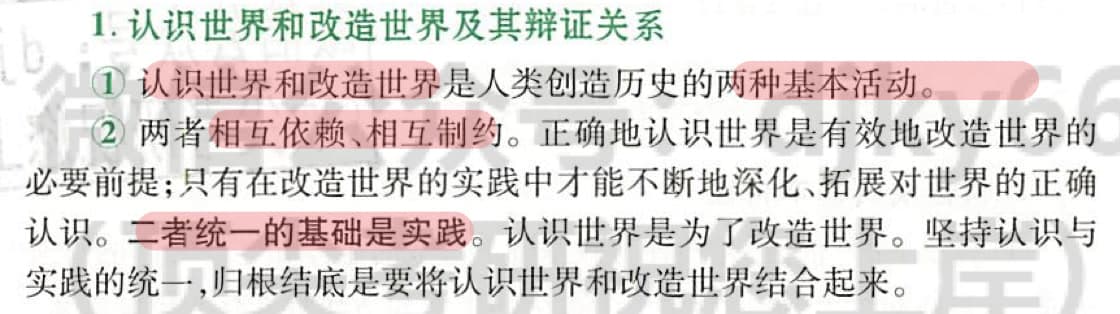 1. 认识世界和改造世界及其辩证关系
① 认识世界和改造世界是人类创造历史的两种基本活动。
② 两者相互依赖、相互制约。正确地认识世界是有效地改造世界的
必要前提；只有在改造世界的实践中才能不断地深化、拓展对世界的正确
认识。二者统一的基础是实践。认识世界是为了改造世界。坚持认识与
实践的统一，归根结底是要将认识世界和改造世界结合起来。